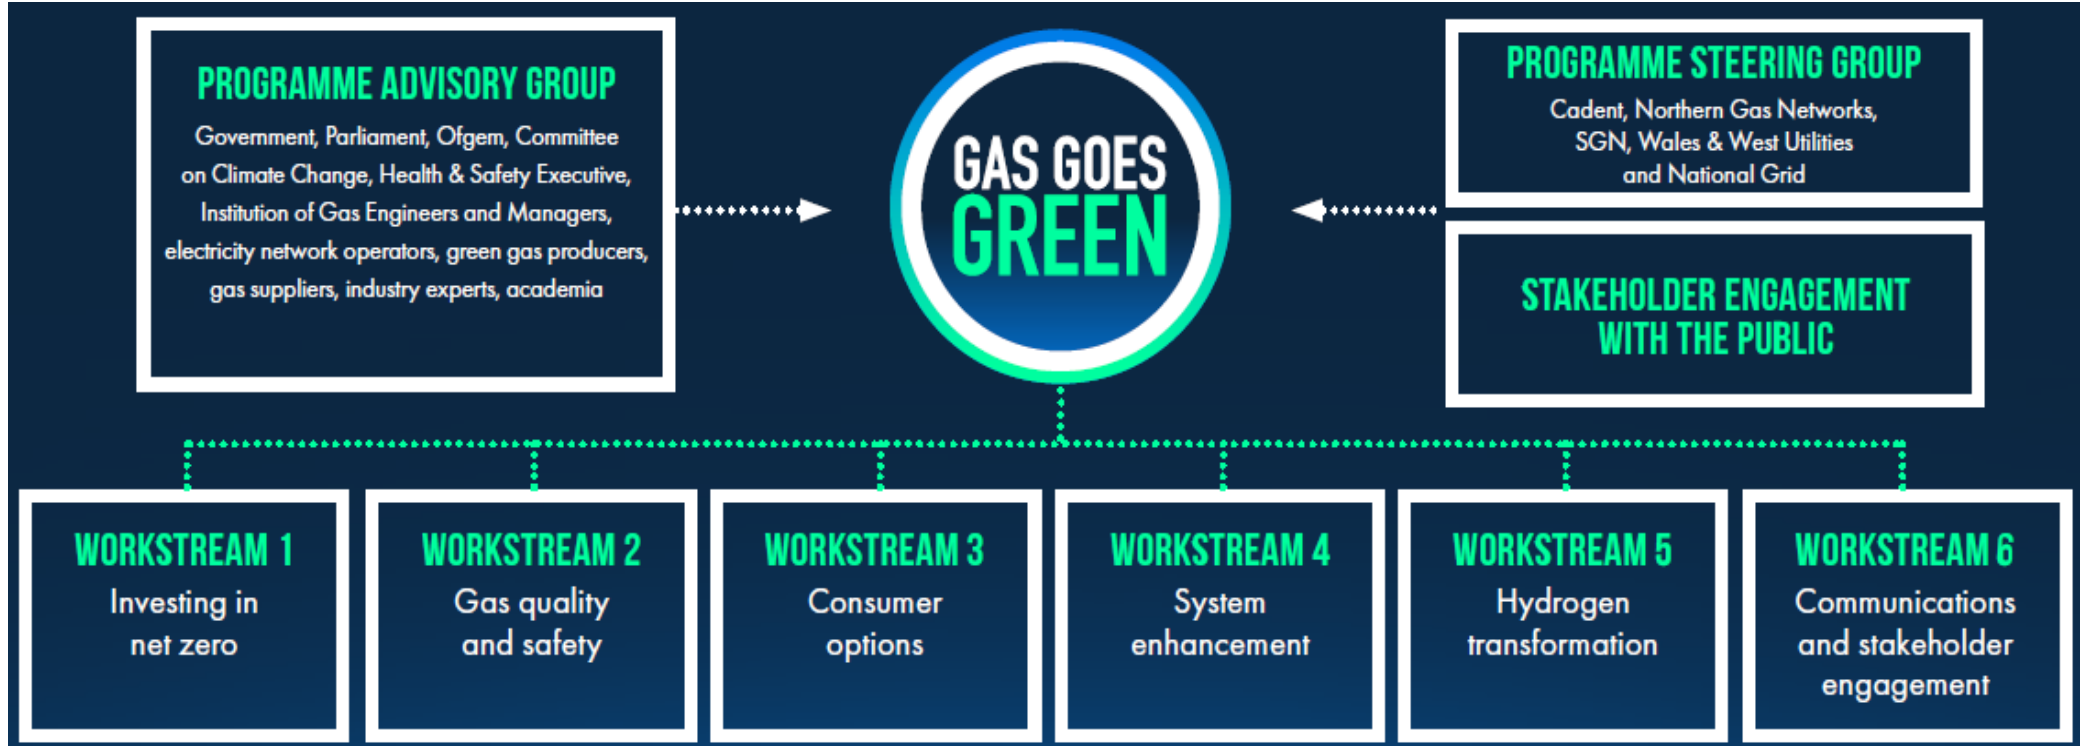 PROGRAMME ADVISORY GROUP
Government, Parliament, Ofgem, Committee
on Climate Change, Health & Safety Executive,
Institution of Gas Engineers and Managers,
electricity network operators, green gas producers,
gas suppliers, industry experts, academia
GAS GOES
GREEN
PROGRAMME STEERING GROUP
Cadent, Northern Gas Networks,
SGN, Wales & West Utilities
and National Grid
STAKEHOLDER ENGAGEMENT
WITH THE PUBLIC
WORKSTREAM 1
Investing in
net zero
WORKSTREAM 2
Gas quality
and safety
WORKSTREAM 3
Consumer
options
WORKSTREAM 4
System
enhancement
WORKSTREAM 5
Hydrogen
transformation
WORKSTREAM 6
Communications
and stakeholder
engagement